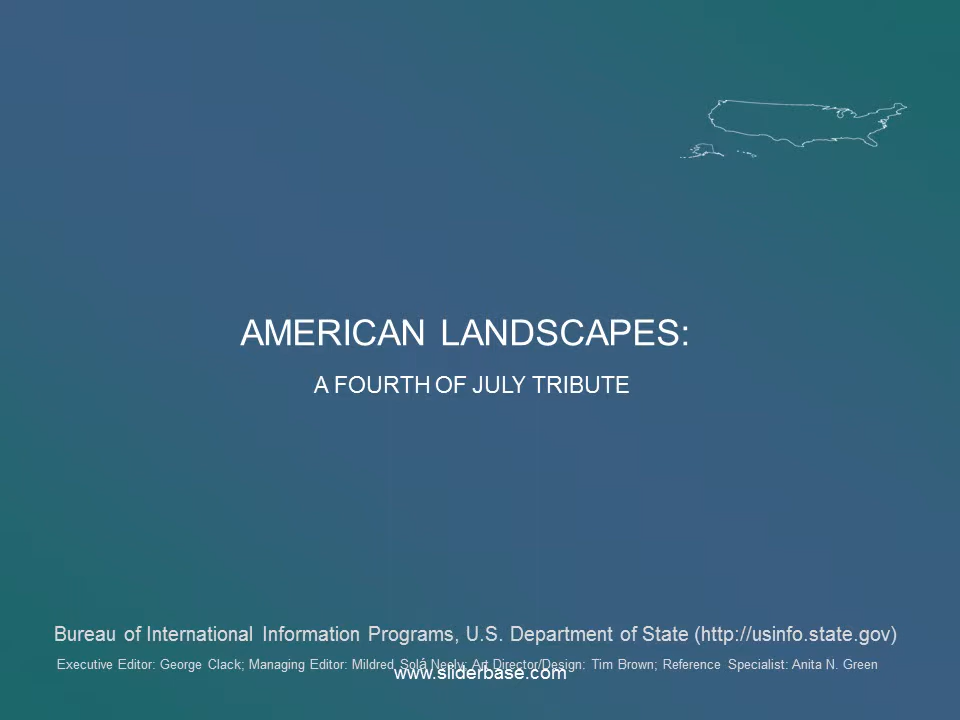 AMERICAN LANDSCAPES:
A FOURTH OF JULY TRIBUTE
Bureau of International Information Programs, U.S. Department of State (http://usinfo.state.gov)
Executive Editor: George Clack; Managing Editor: Mildred Solá Neely; Art Director/Design: Tim Brown; Reference Specialist: Anita N. Green
www.sliderbase.com